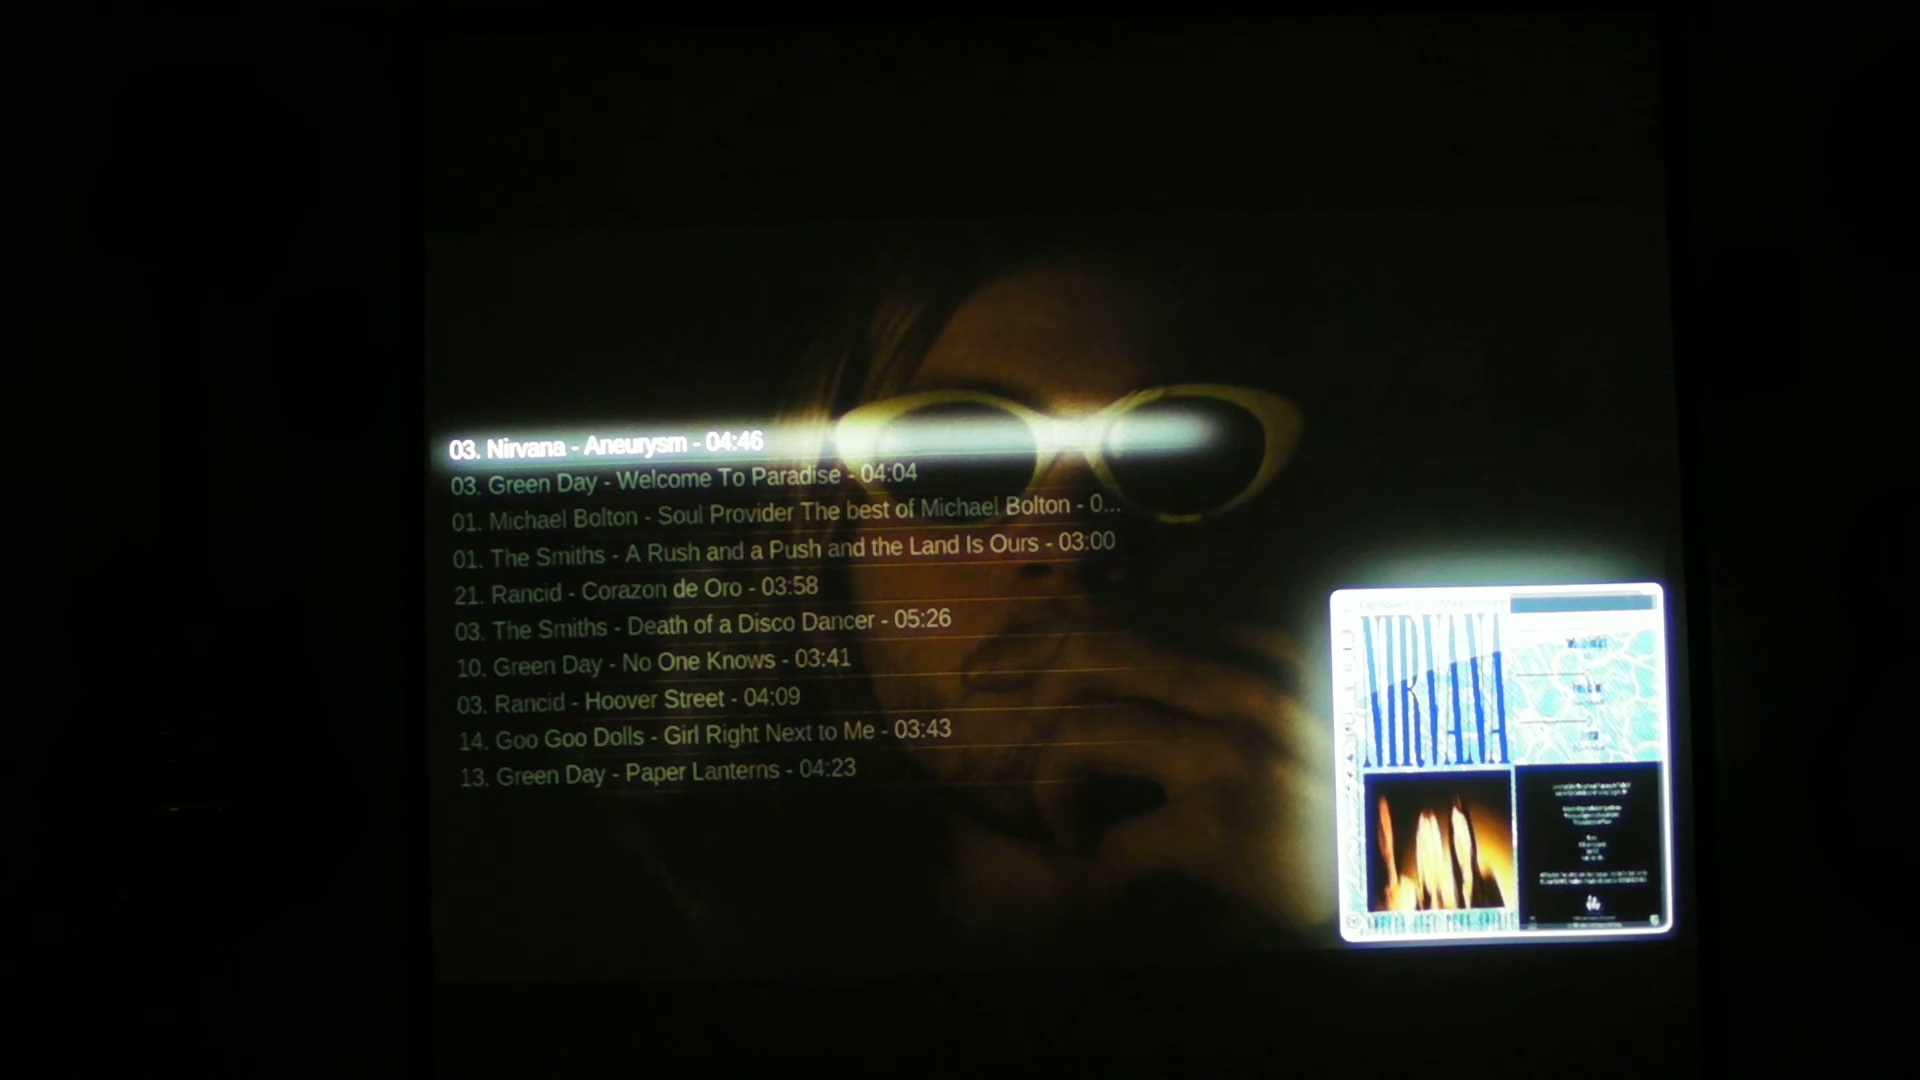 03. Nirvana - Aneurysm - 04:46
03. Green Day - Welcome To Paradise - 04:04
01. Michael Bolton - Soul Provider The best of Michael Bolton - 0...
01. The Smiths - A Rush and a Push and the Land Is Ours - 03:00
21. Rancid - Corazon de Oro - 03:58
03. The Smiths - Death of a Disco Dancer - 05:26
10. Green Day - No One Knows - 03:41
03. Rancid - Hoover Street - 04:09
14. Goo Goo Dolls - Girl Right Next to Me - 03:43
13. Green Day - Paper Lanterns - 04:23
NIRVANA